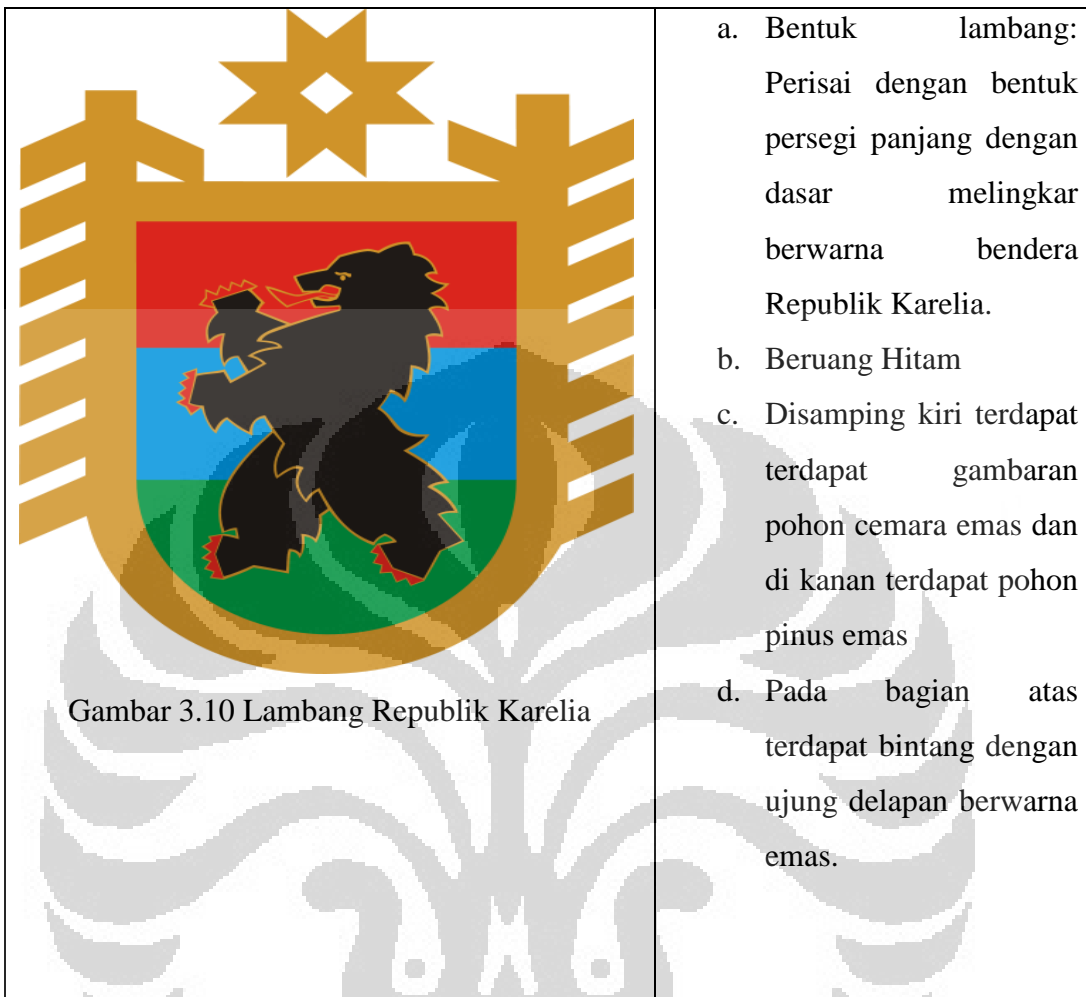 Gambar 3.10 Lambang Republik Karelia
a. Bentuk lambang:
Perisai dengan bentuk
persegi panjang dengan
dasar melingkar
berwarna bendera
Republik Karelia.
b. Beruang Hitam
c. Disamping kiri terdapat
terdapat gambaran
pohon cemara emas dan
di kanan terdapat pohon
pinus emas
d. Pada bagian atas
terdapat bintang dengan
ujung delapan berwarna
emas.